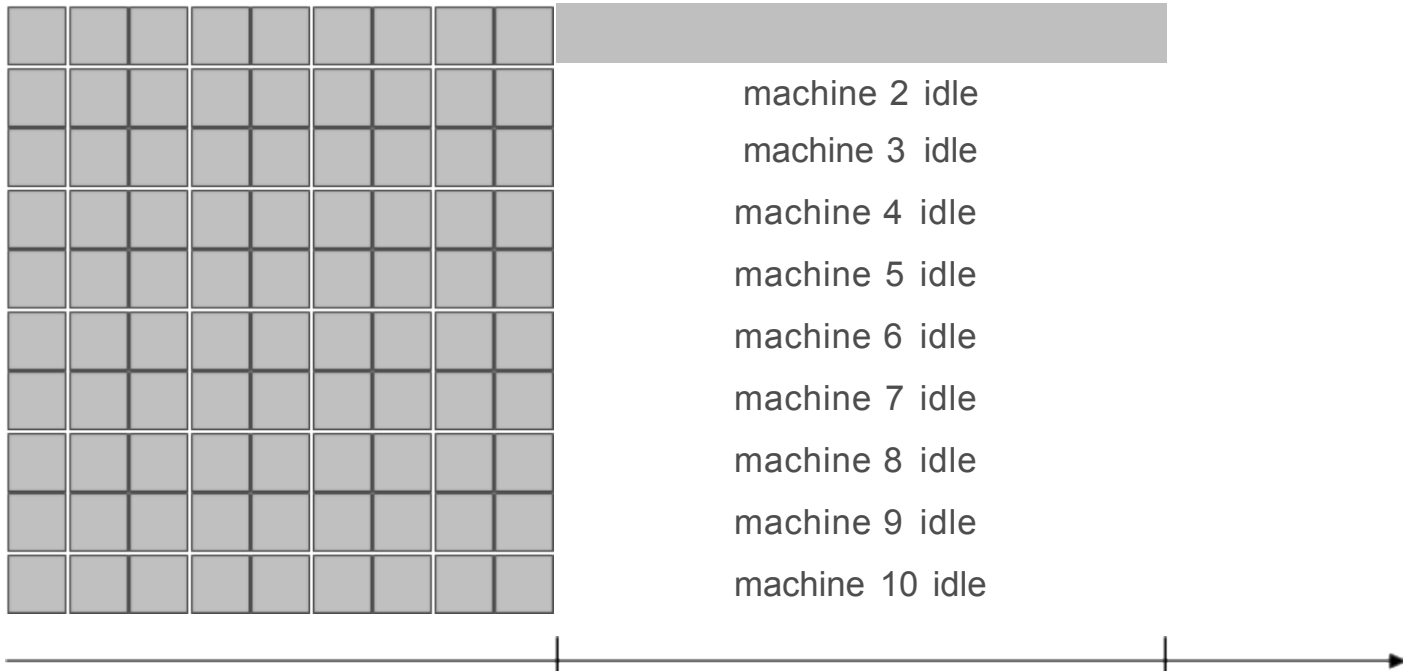 machine 2 idle
machine 3 idle
machine 4 idle
machine 5 idle
machine 6 idle
machine 7 idle
machine 8 idle
machine 9 idle
machine 10 idle